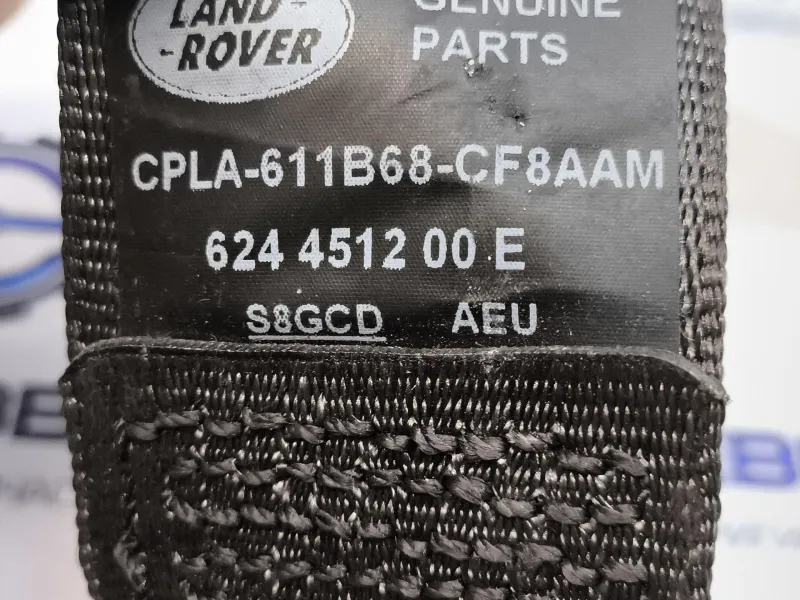 LAND-
-ROVER
GENUINE
PARTS
CPLA-611B68-CF8AAM
624 4512 00 E
S8GCD AEU